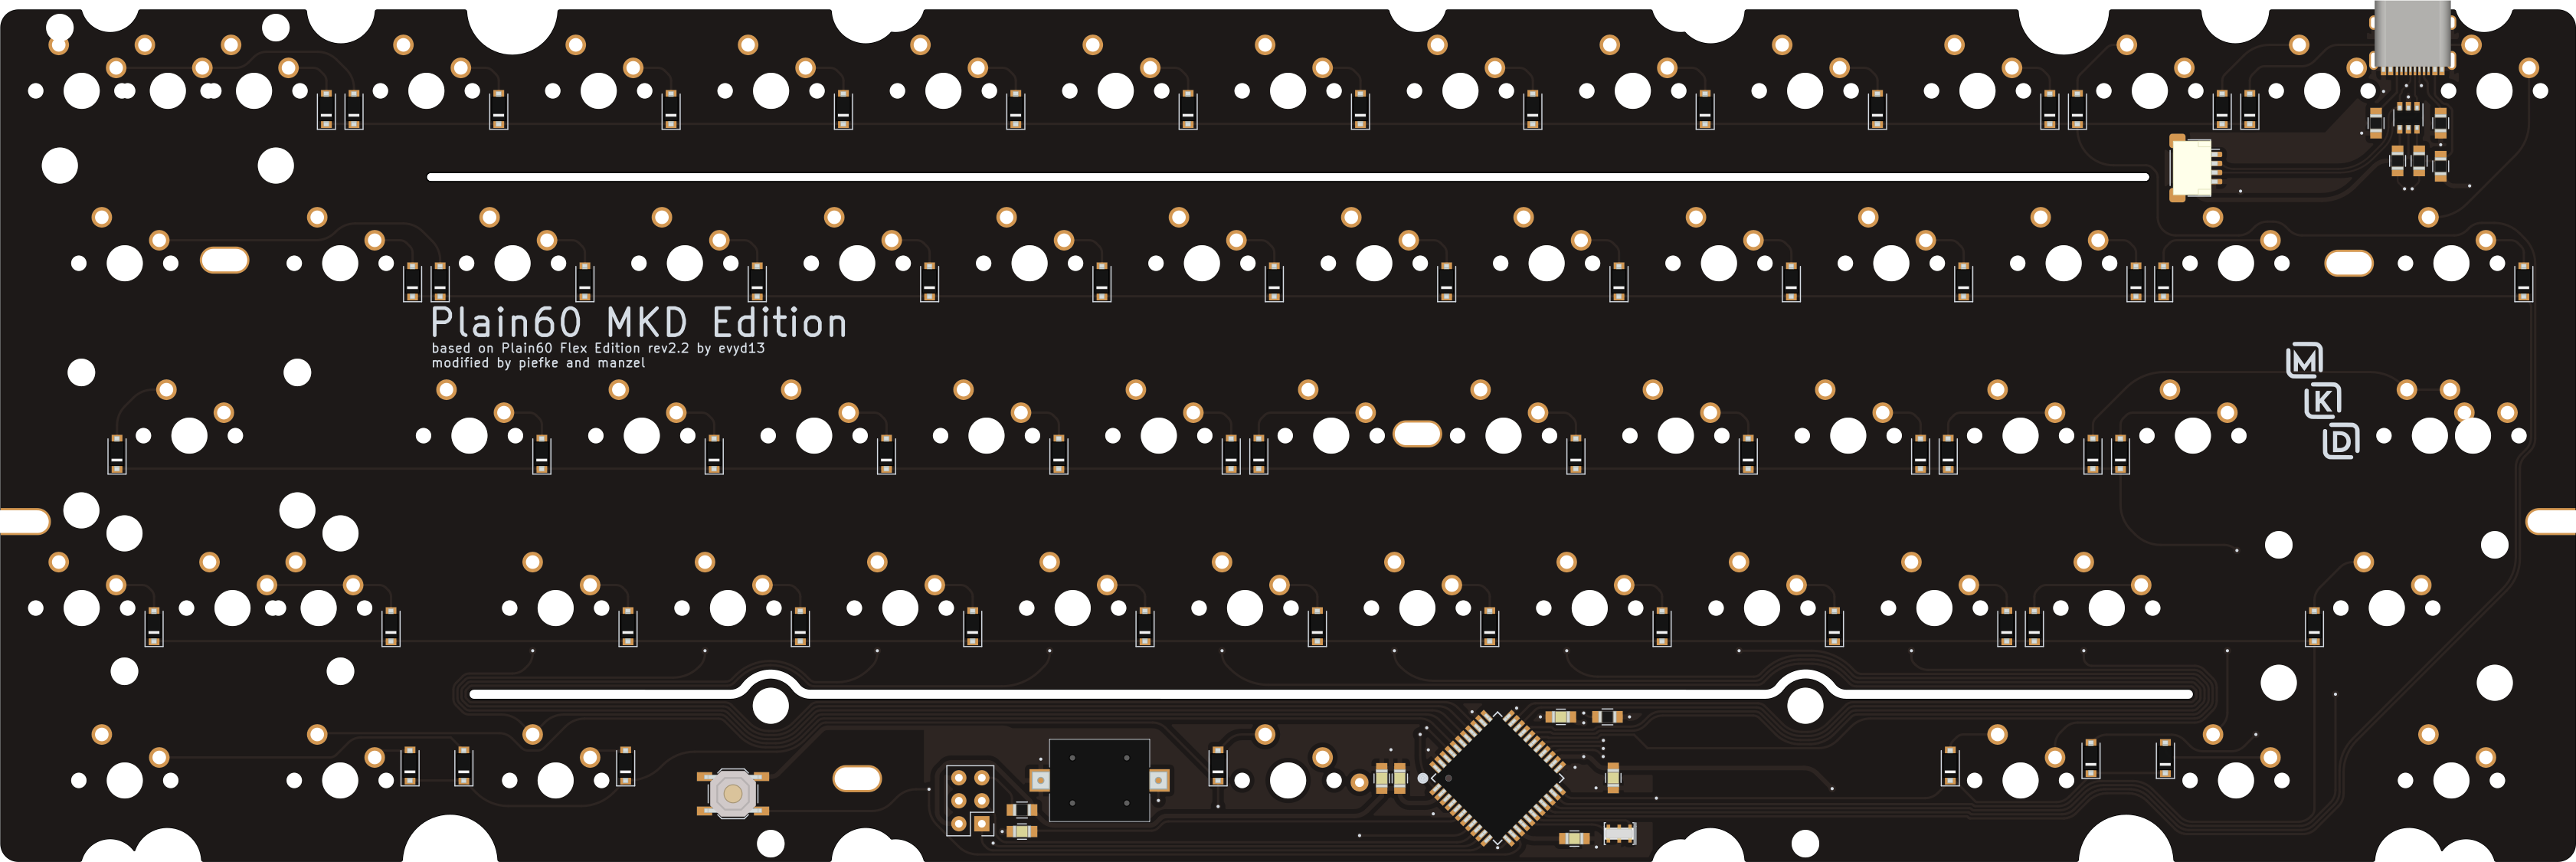 Plain60 MKD Edition
based on Plain60 Flex Edition rev2.2 by evyd13
modified by piefke and manzel
M
K
D